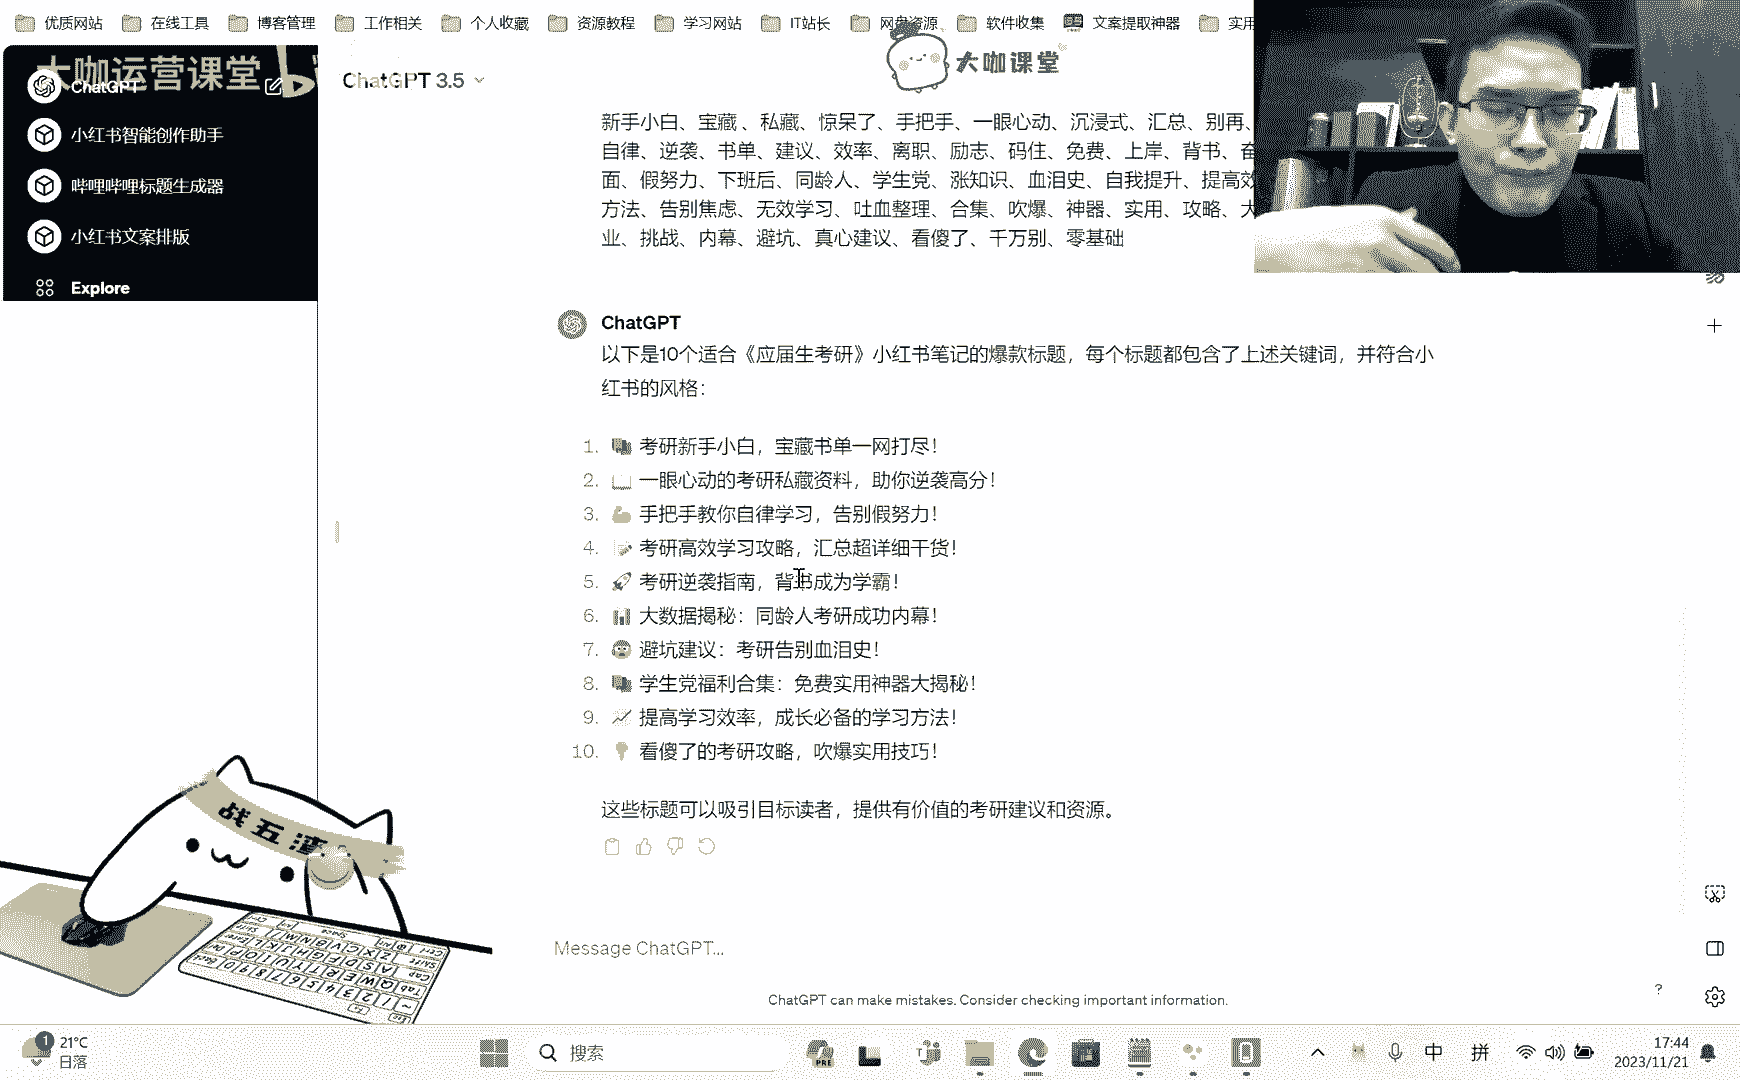 优质网站 在线工具 博客管理 工作相关 个人收藏 资源教程 学习网站 IT站长 网盘资源 软件收集 文案提取神器 实用
大咖运营课堂
ChatGPT
小红书智能创作助手
哔哩哔哩标题生成器
小红书文案排版
Explore
ChatGPT 3.5
大咖课堂
新手小白、宝藏、私藏、惊呆了、手把手、一眼心动、沉浸式、汇总、别再、
自律、逆袭、书单、建议、效率、离职、励志、码住、免费、上岸、背书、奋
面、假努力、下班后、同龄人、学生党、涨知识、血泪史、自我提升、提高效
方法、告别焦虑、无效学习、吐血整理、合集、吹爆、神器、实用、攻略、大
业、挑战、内幕、避坑、真心建议、看傻了、千万别、零基础
ChatGPT
以下是10个适合《应届生考研》小红书笔记的爆款标题，每个标题都包含了上述关键词，并符合小
红书的风格：
1. 考研新手小白，宝藏书单一网打尽！
2. 一眼心动的考研私藏资料，助你逆袭高分！
3. 手把手教你自律学习，告别假努力！
4. 考研高效学习攻略，汇总超详细干货！
5. 考研逆袭指南，背书成为学霸！
6. 大数据揭秘：同龄人考研成功内幕！
7. 避坑建议：考研告别血泪史！
8. 学生党福利合集：免费实用神器大揭秘！
9. 提高学习效率，成长必备的学习方法！
10. 看傻了的考研攻略，吹爆实用技巧！
这些标题可以吸引目标读者，提供有价值的考研建议和资源。
战五渣
Message ChatGPT...
ChatGPT can make mistakes. Consider checking important information.
?
1
21°C
日落
搜索
PRE
中 拼
17:44
2023/11/21